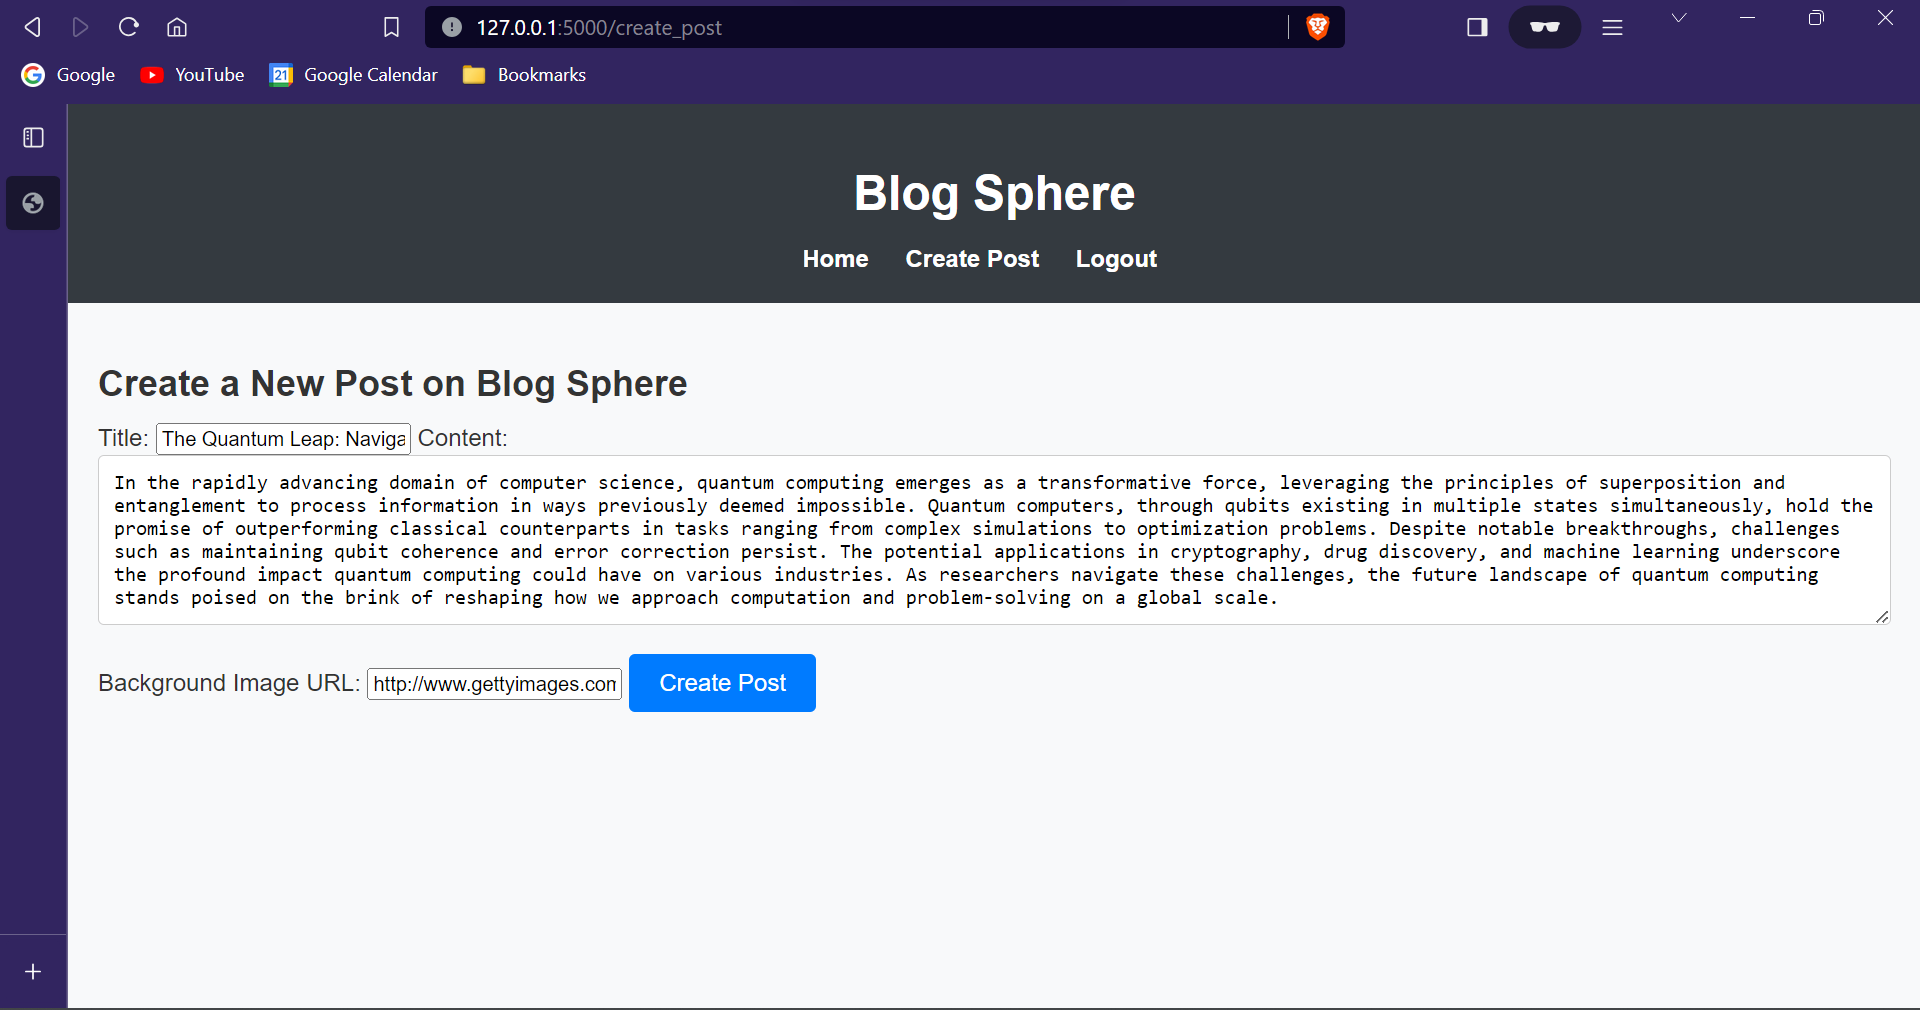 127.0.0.1:5000/create_post
Google YouTube 21 Google Calendar Bookmarks
Blog Sphere
Home Create Post Logout
Create a New Post on Blog Sphere
Title: The Quantum Leap: Naviga Content:
In the rapidly advancing domain of computer science, quantum computing emerges as a transformative force, leveraging the principles of superposition and
entanglement to process information in ways previously deemed impossible. Quantum computers, through qubits existing in multiple states simultaneously, hold the
promise of outperforming classical counterparts in tasks ranging from complex simulations to optimization problems. Despite notable breakthroughs, challenges
such as maintaining qubit coherence and error correction persist. The potential applications in cryptography, drug discovery, and machine learning underscore
the profound impact quantum computing could have on various industries. As researchers navigate these challenges, the future landscape of quantum computing
stands poised on the brink of reshaping how we approach computation and problem-solving on a global scale.
Background Image URL: http://www.gettyimages.com Create Post